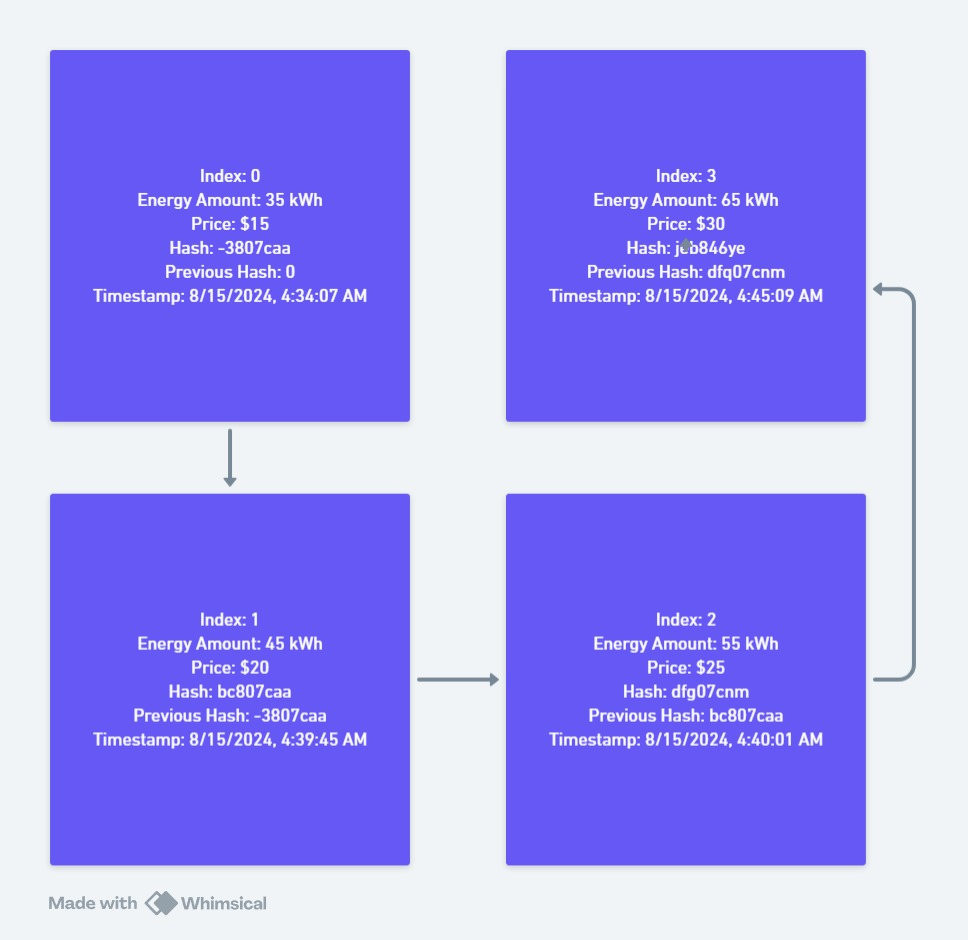 Index: 0
Energy Amount: 35 kWh
Price: $15
Hash: -3807caa
Previous Hash: 0
Timestamp: 8/15/2024, 4:34:07 AM
Index: 1
Energy Amount: 45 kWh
Price: $20
Hash: bc807caa
Previous Hash: -3807caa
Timestamp: 8/15/2024, 4:39:45 AM
Index: 2
Energy Amount: 55 kWh
Price: $25
Hash: dfg07cnm
Previous Hash: bc807caa
Timestamp: 8/15/2024, 4:40:01 AM
Index: 3
Energy Amount: 65 kWh
Price: $30
Hash:
Previous Hash: dfq07cnm
Timestamp: 8/15/2024, 4:45:09 AM
Made with Whimsical